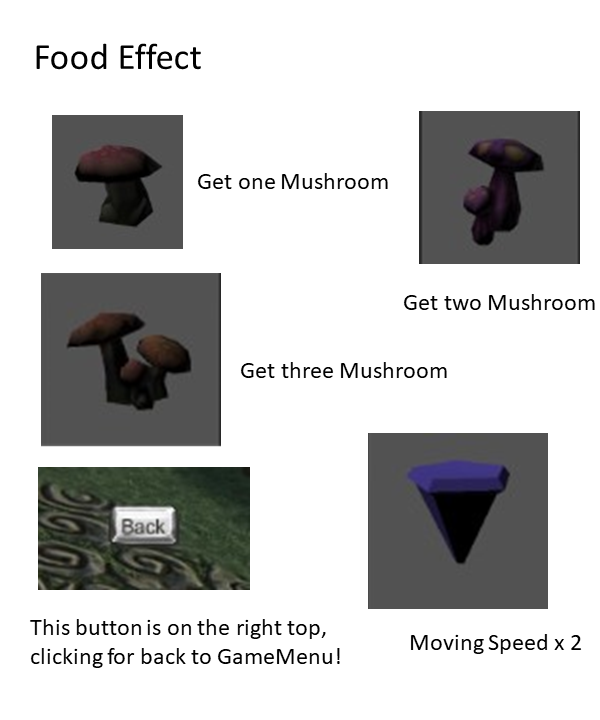 Food Effect
Get one Mushroom
Get two Mushroom
Get three Mushroom
Back
This button is on the right top,
clicking for back to GameMenu!
Moving Speed x 2